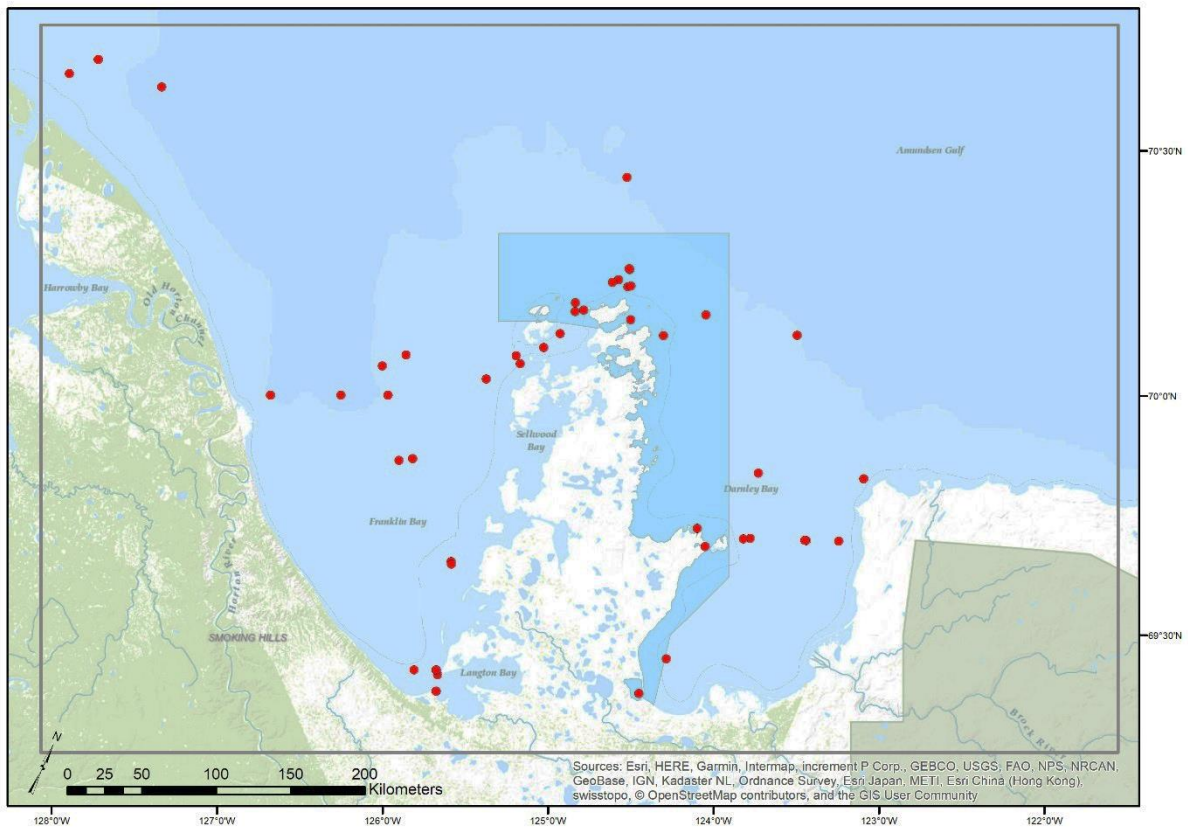 Amundsen Gulf
70°30'N
Harrowby Bay
Old Horton Channel
70°0'N
Sellwood
Bay
Darnley Bay
Franklin Bay
Horton River
69°30'N
SMOKING HILLS
Langton Bay
Brock River
N
0 25 50 100 150 200
Kilometers
Sources: Esri, HERE, Garmin, Intermap, increment P Corp., GEBCO, USGS, FAO, NPS, NRCAN,
GeoBase, IGN, Kadaster NL, Ordnance Survey, Esri Japan, METI, Esri China (Hong Kong),
swisstopo, © OpenStreetMap contributors, and the GIS User Community
128°0'W 127°0'W 126°0'W 125°0'W 124°0'W 123°0'W 122°0'W